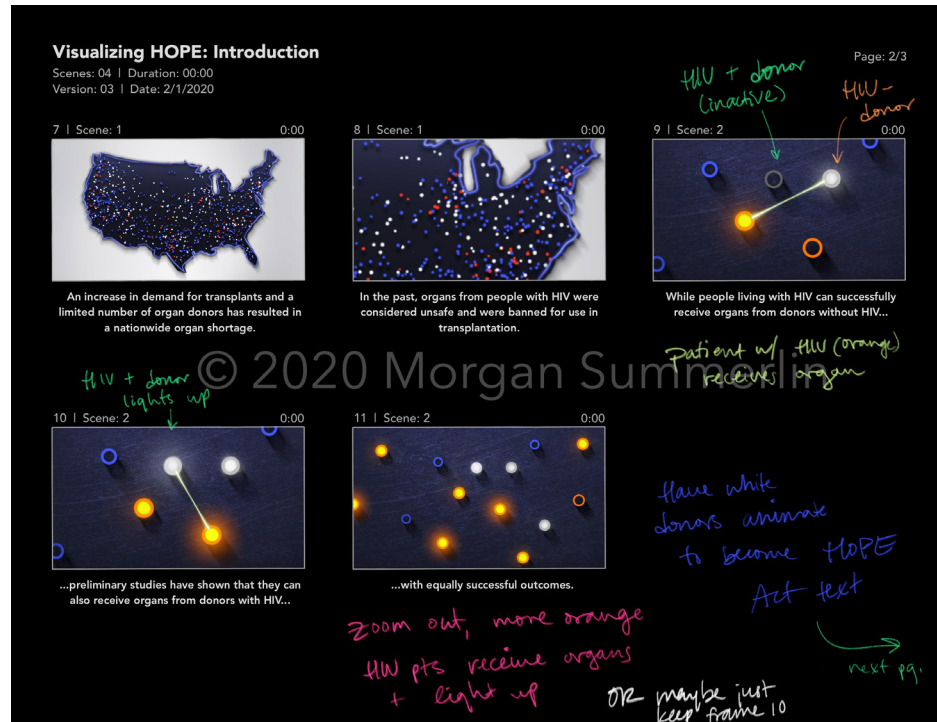 Visualizing HOPE: Introduction
Scenes: 04 | Duration: 00:00
Version: 03 | Date: 2/1/2020
Page: 2/3
HIV + donor
(inactive)
HIV-
donor
7 | Scene: 1 0:00
8 | Scene: 1 0:00
9 | Scene: 2 0:00
An increase in demand for transplants and a
limited number of organ donors has resulted in
a nationwide organ shortage.
In the past, organs from people with HIV were
considered unsafe and were banned for use in
transplantation.
While people living with HIV can successfully
receive organs from donors without HIV...
patient w/ HIV (orange)
receives organ
© 2020 Morgan Summerlin
HIV + donor
lights up
10 | Scene: 2 0:00
11 | Scene: 2 0:00
...preliminary studies have shown that they can
also receive organs from donors with HIV...
...with equally successful outcomes.
Have white
donors animate
to become HOPE
Act text
next pg.
zoom out, more orange
HIV pts receive organs
+ light up
OR maybe just
keep frame 10